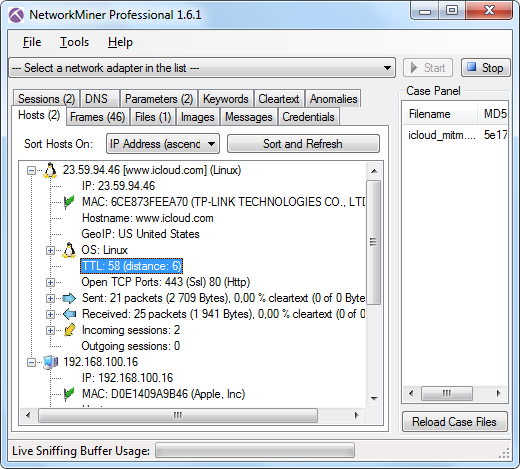 NetworkMiner Professional 1.6.1
File Tools Help
--- Select a network adapter in the list ---
Start
Stop
Sessions (2) DNS Parameters (2) Keywords Cleartext Anomalies
Hosts (2) Frames (46) Files (1) Images Messages Credentials
Sort Hosts On: IP Address (ascenc Sort and Refresh
23.59.94.46 [www.icloud.com] (Linux)
IP: 23.59.94.46
MAC: 6CE873FEEA70 (TP-LINK TECHNOLOGIES CO., LTD
Hostname: www.icloud.com
GeoIP: US United States
OS: Linux
TTL: 58 (distance: 6)
Open TCP Ports: 443 (Ssl) 80 (Http)
Sent: 21 packets (2 709 Bytes), 0,00 % cleartext (0 of 0 Byt
Received: 25 packets (1 941 Bytes), 0,00 % cleartext (0 of
Incoming sessions: 2
Outgoing sessions: 0
192.168.100.16
IP: 192.168.100.16
MAC: D0E1409A9B46 (Apple, Inc)
Case Panel
Filename MD5
icloud_mitm.... 5e17
Reload Case Files
Live Sniffing Buffer Usage: